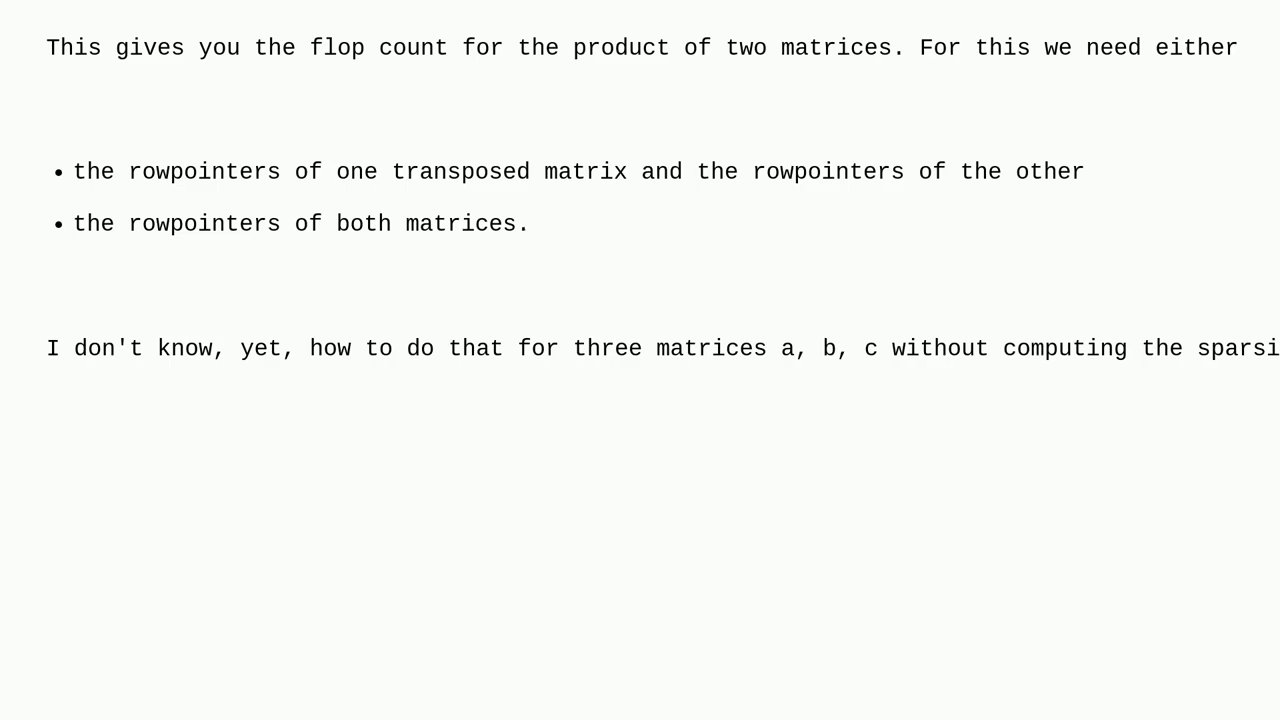 This gives you the flop count for the product of two matrices. For this we need either
• the rowpointers of one transposed matrix and the rowpointers of the other
• the rowpointers of both matrices.
I don't know, yet, how to do that for three matrices a, b, c without computing the